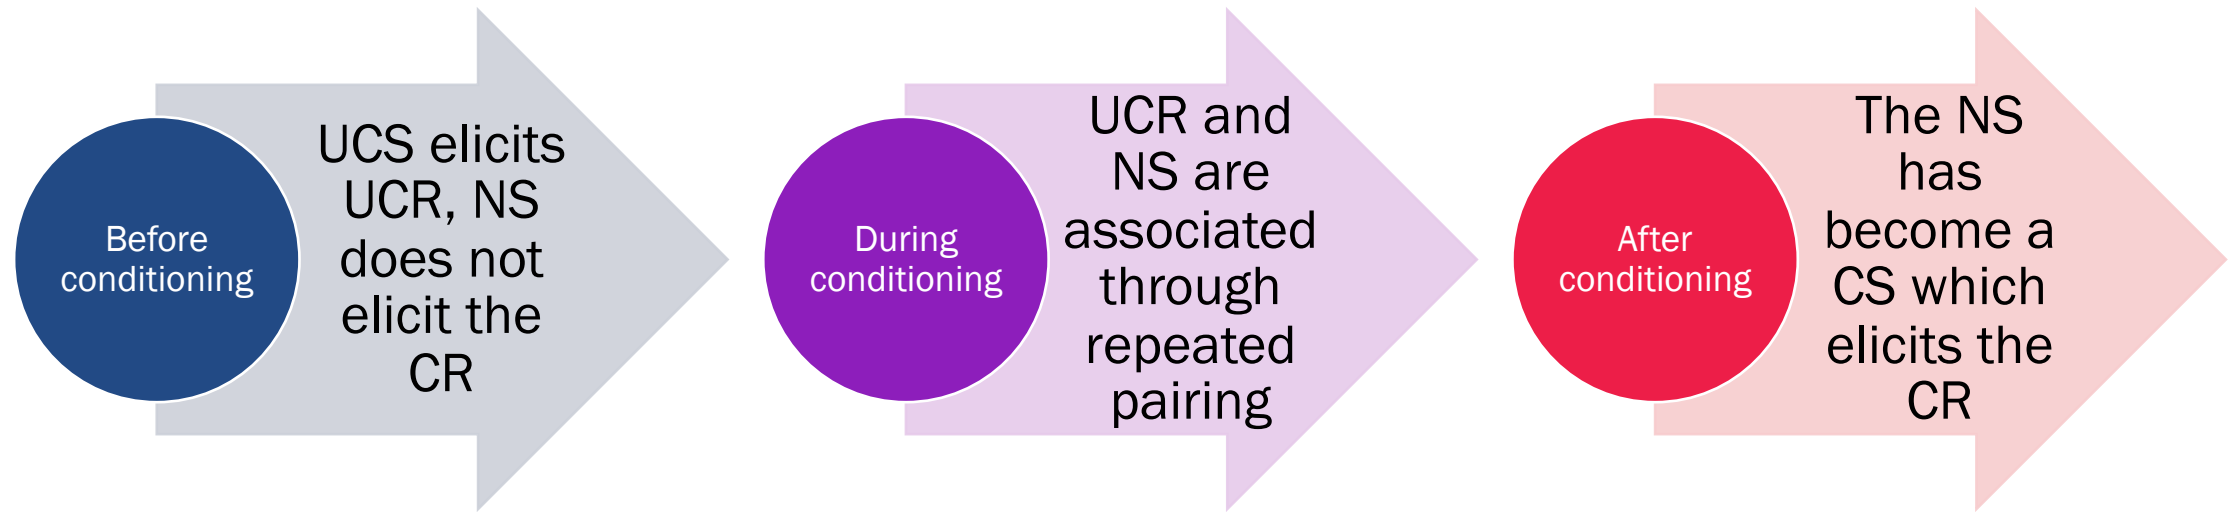 Before
conditioning
UCS elicits
UCR, NS
does not
elicit the
CR
During
conditioning
UCR and
NS are
associated
through
repeated
pairing
After
conditioning
The NS
has
become a
CS which
elicits the
CR